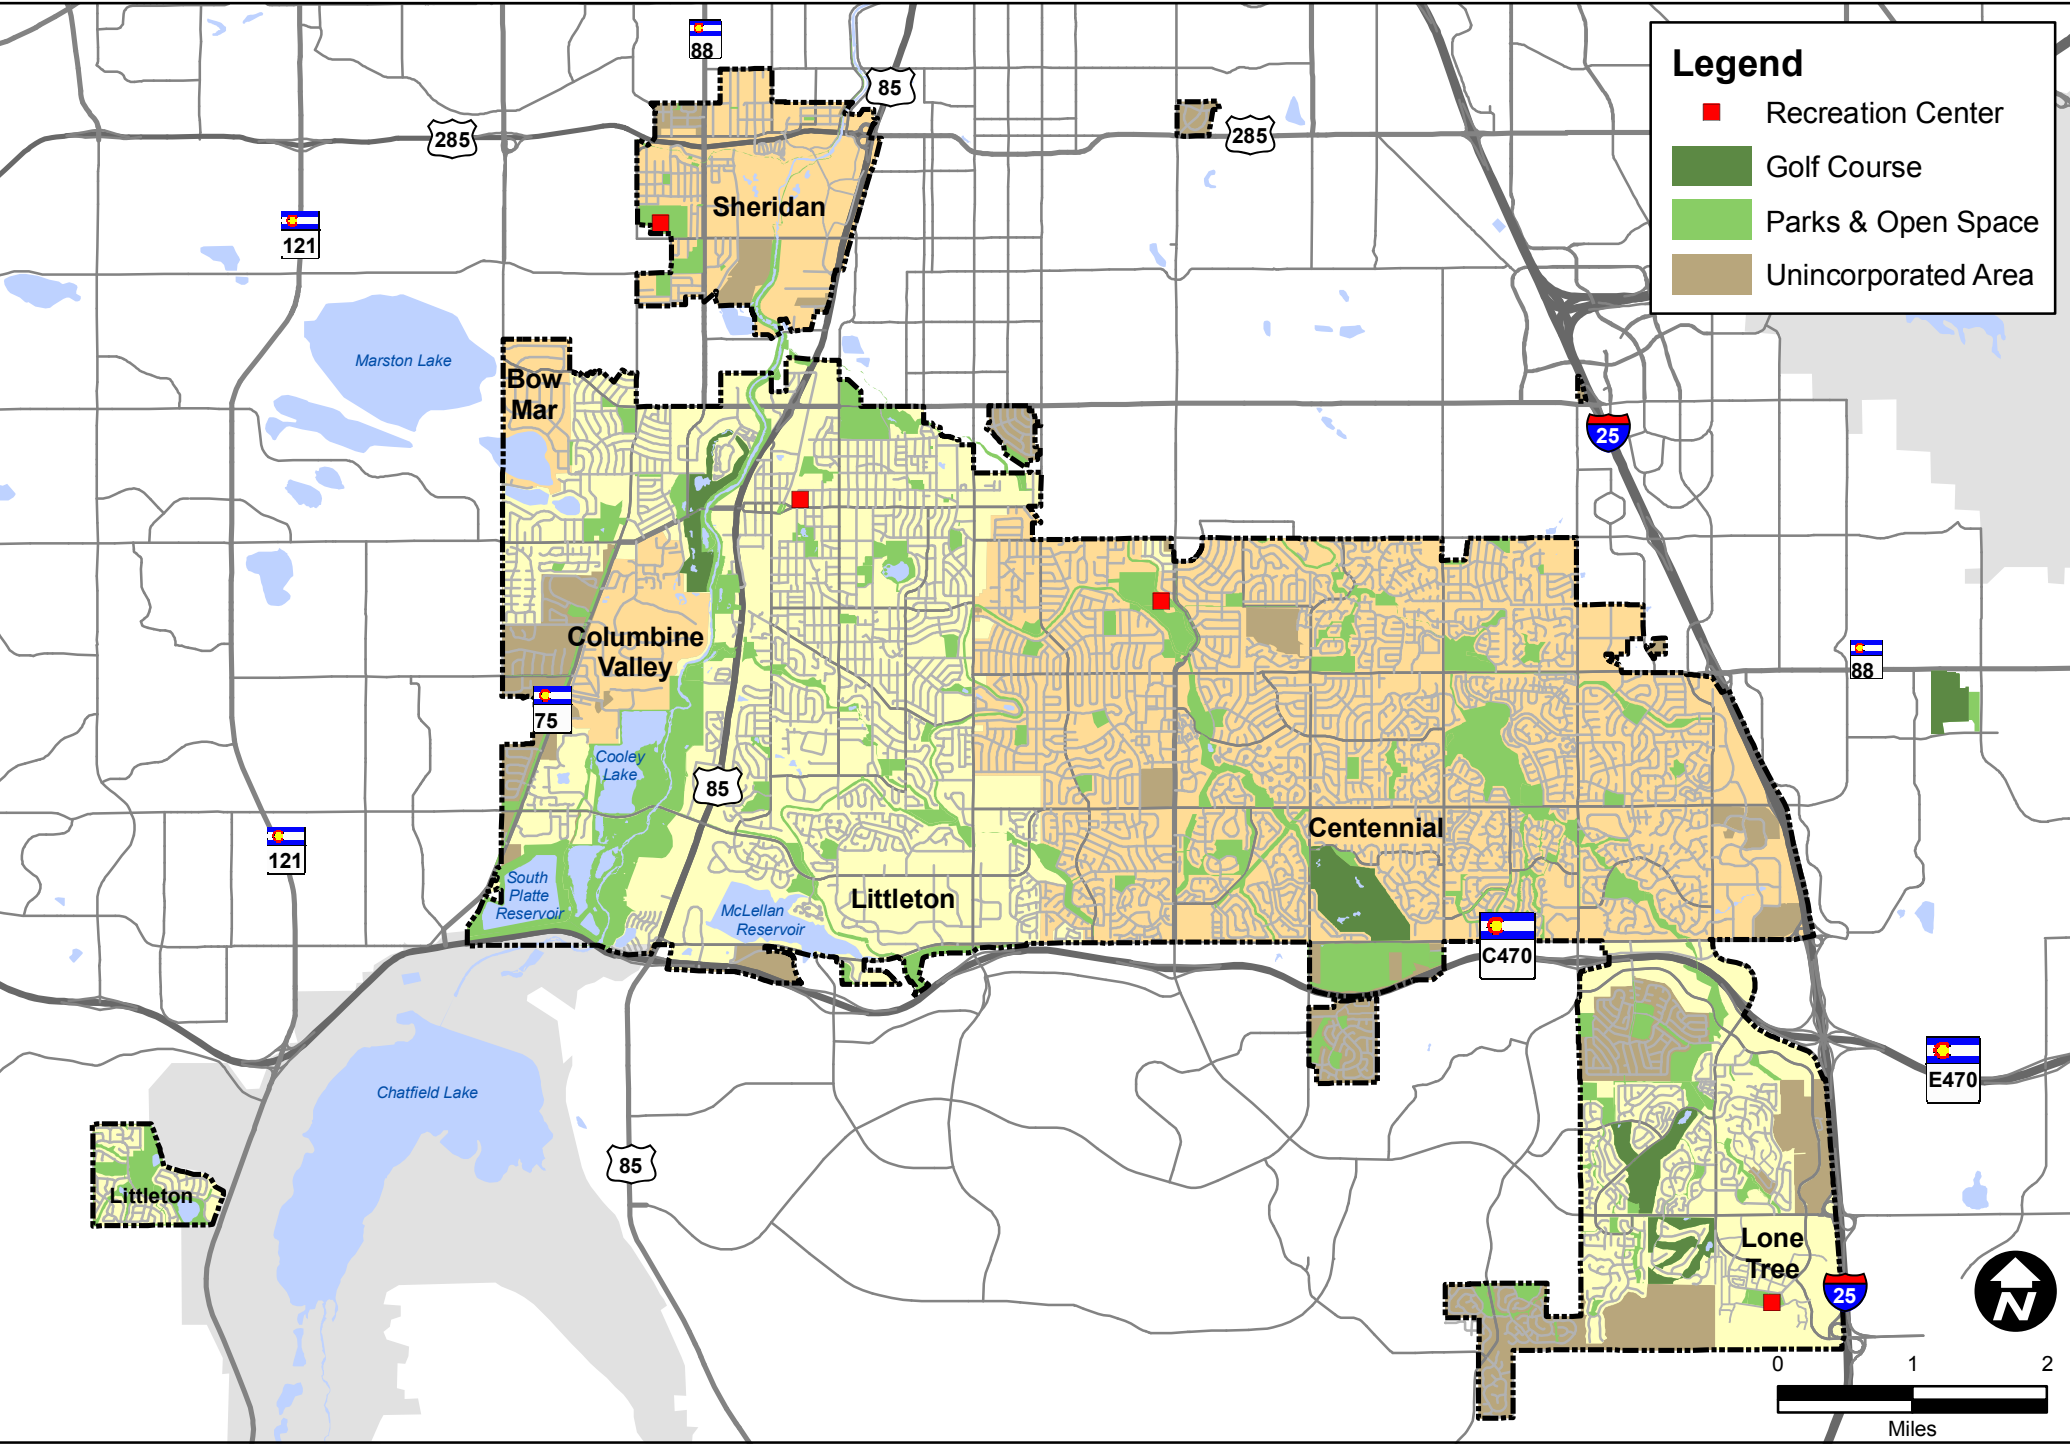 88
85
285
285
121
Sheridan
Legend
Recreation Center
Golf Course
Parks & Open Space
Unincorporated Area
Marston Lake
Bow
Mar
25
Columbine
Valley
75
88
Cooley
Lake
85
Centennial
121
South
Platte
Reservoir
McLellan
Reservoir
Littleton
C470
E470
Chatfield Lake
85
Littleton
Lone
Tree
25
N
0 1 2
Miles